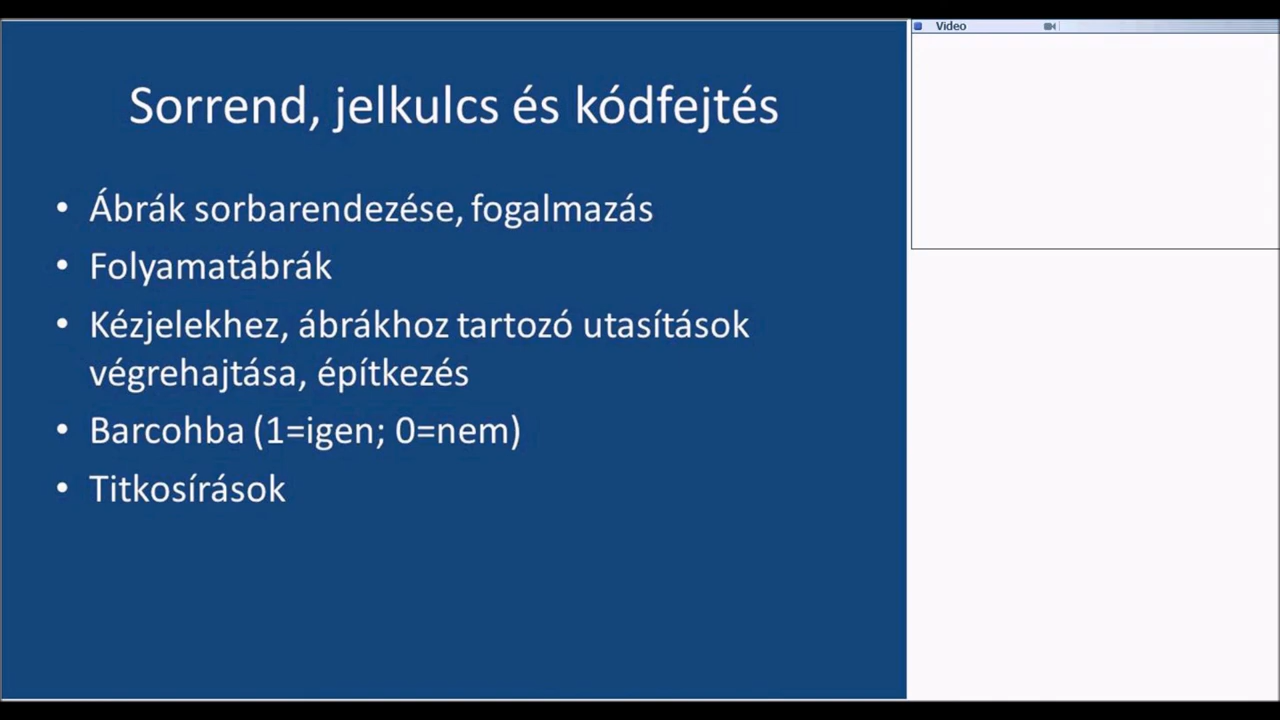 Sorrend, jelkulcs és kódfejtés
• Ábrák sorbarendezése, fogalmazás
• Folyamatábrák
• Kézjelekhez, ábrákhoz tartozó utasítások
végrehajtása, építkezés
• Barcohba (1=igen; 0=nem)
• Titkosírások
Video